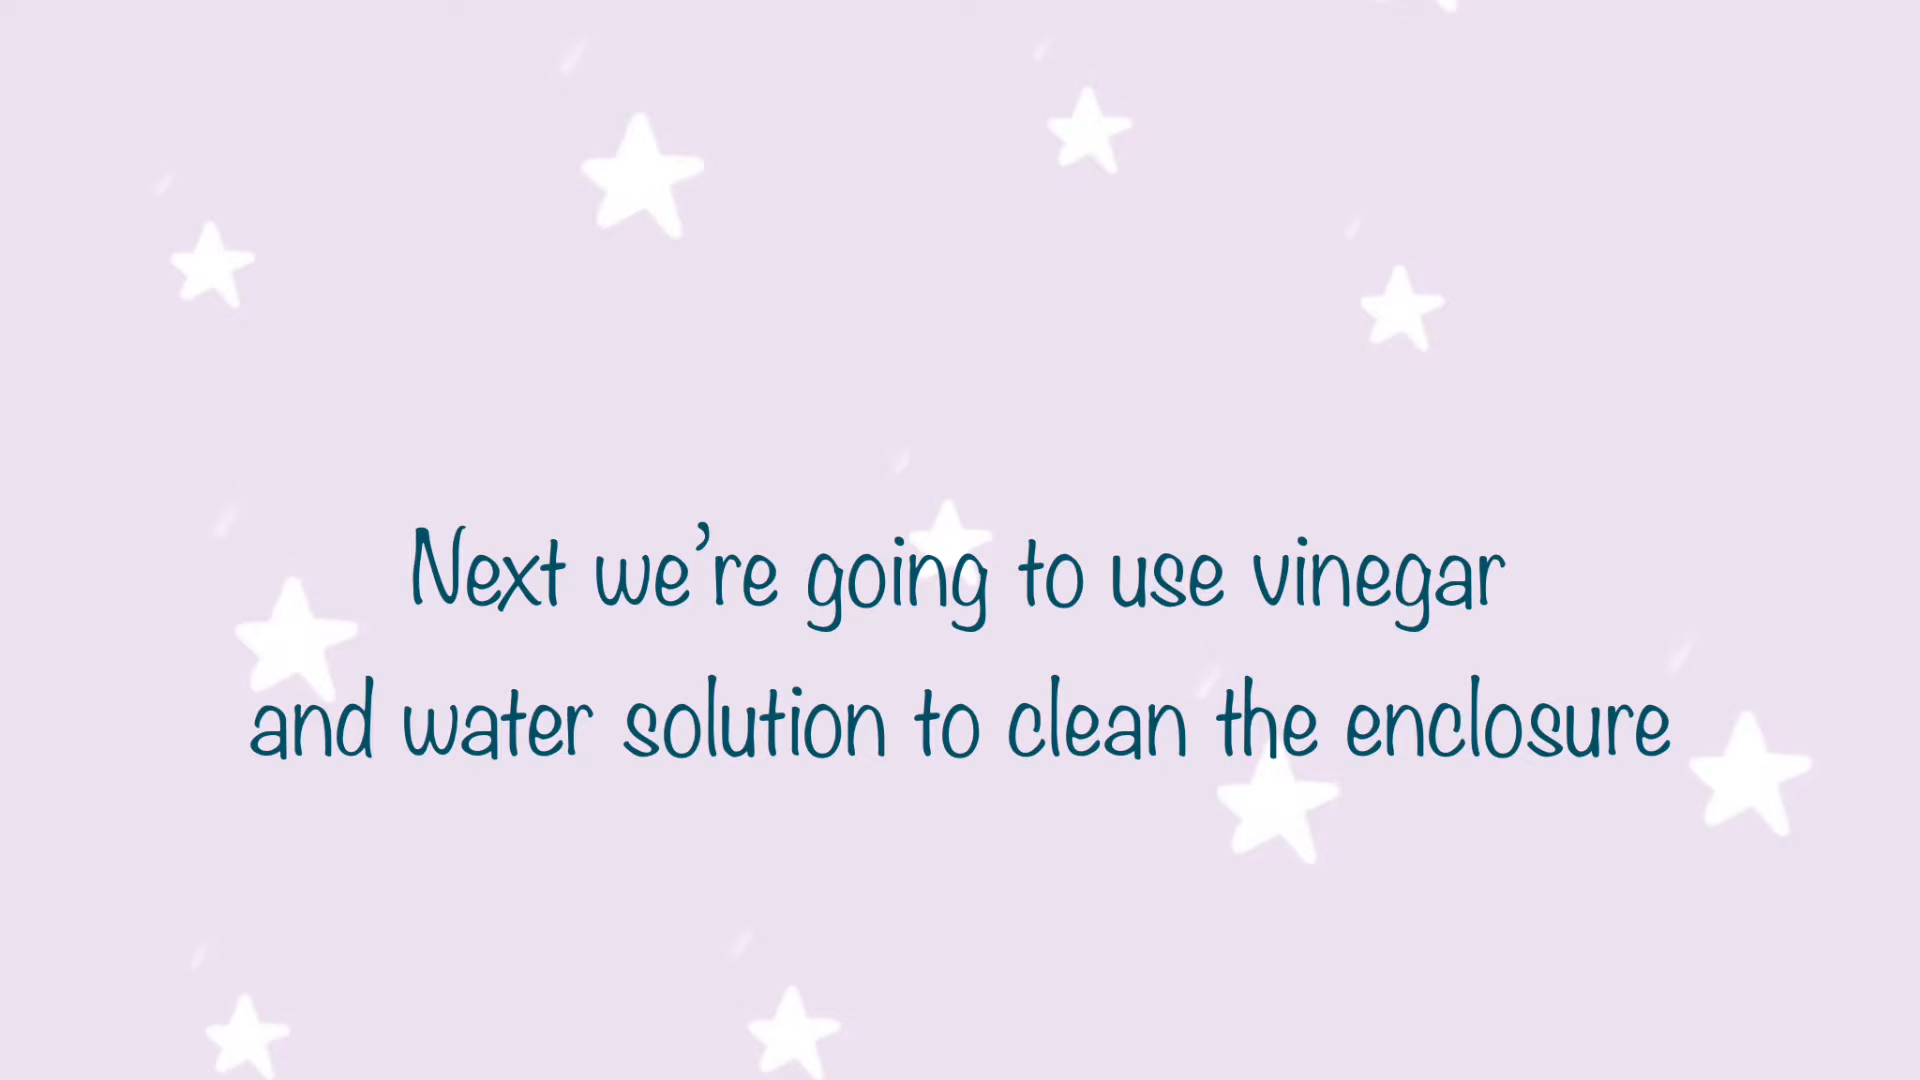 Next we’re going to use vinegar
and water solution to clean the enclosure